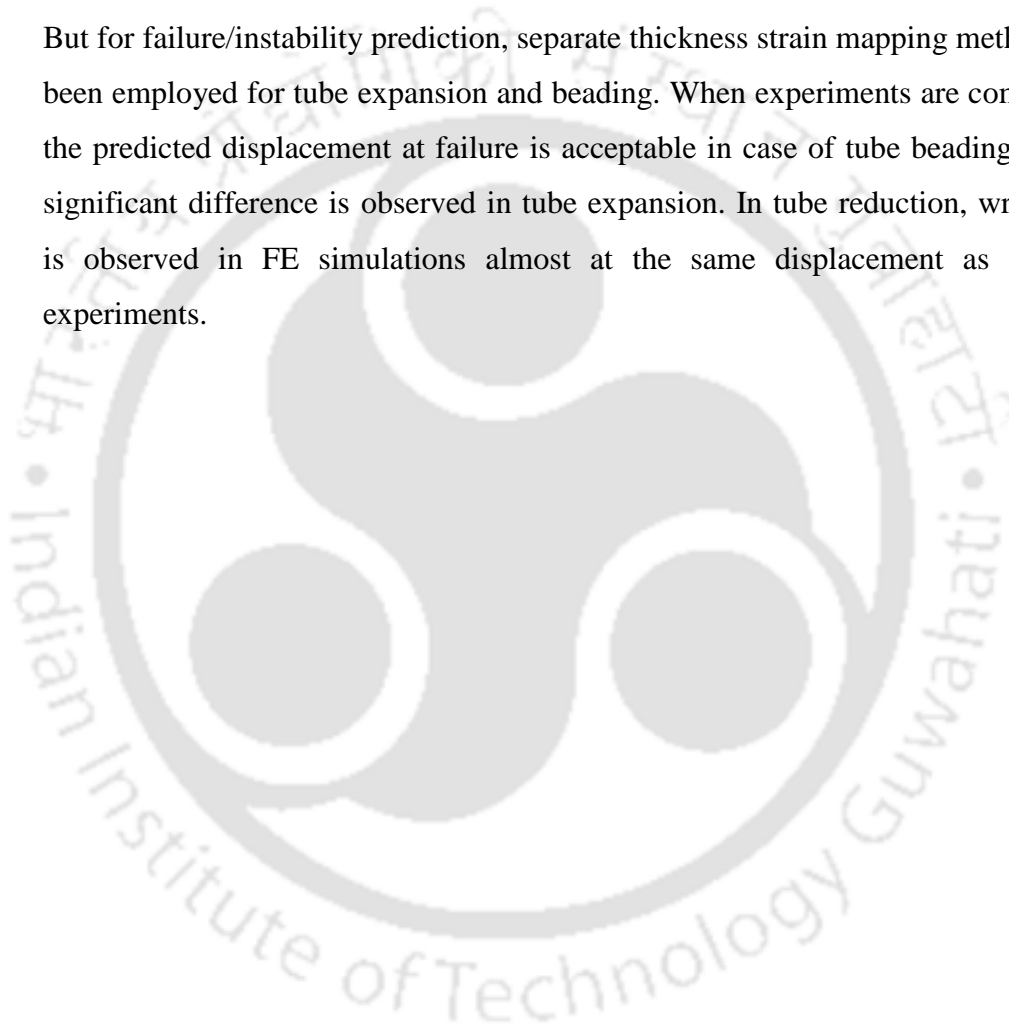 But for failure/instability prediction, separate thickness strain mapping
been employed for tube expansion and beading. When experiments are
the predicted displacement at failure is acceptable in case of tube beading
significant difference is observed in tube expansion. In tube reduction,
is observed in FE simulations almost at the same displacement as
experiments.
Indian Institute of Technology Guwahati